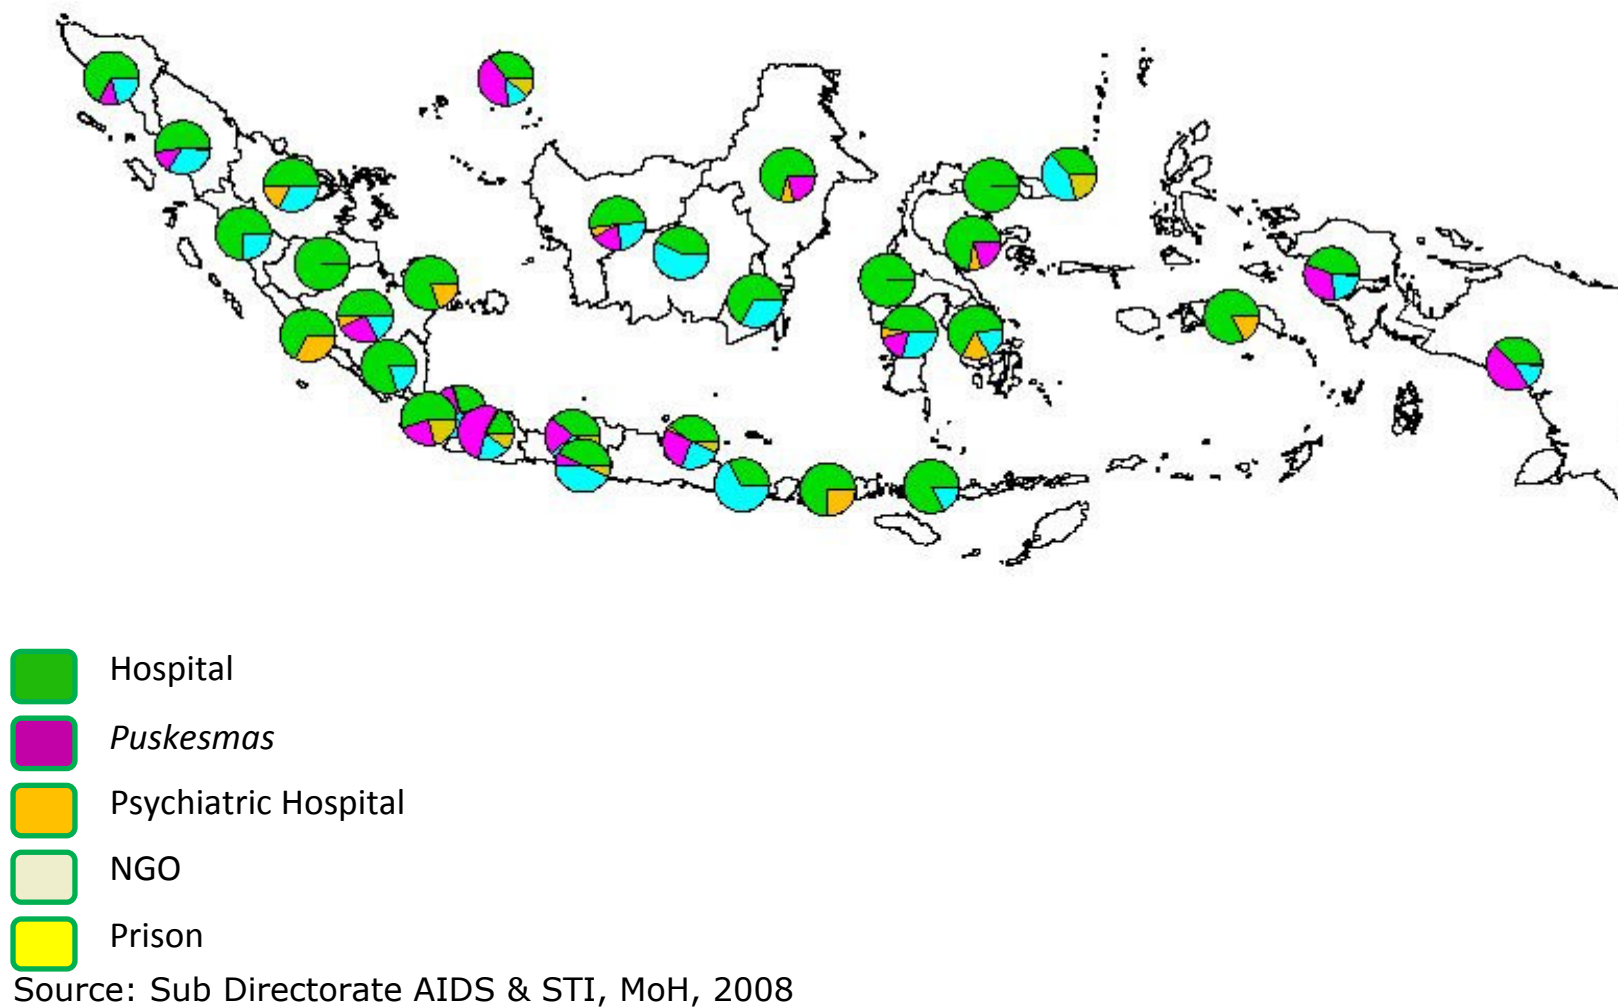 Hospital
Puskesmas
Psychiatric Hospital
NGO
Prison
Source: Sub Directorate AIDS & STI, MoH, 2008